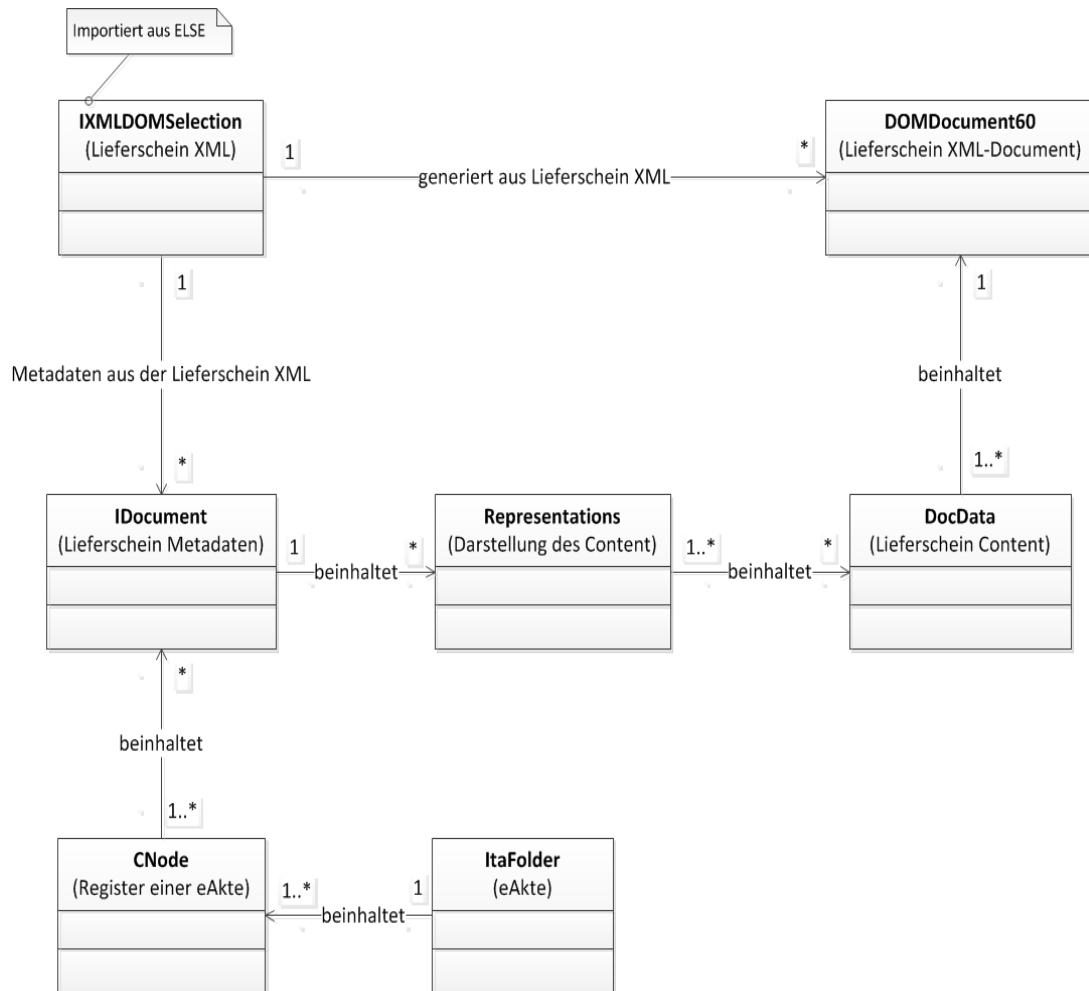 Importiert aus ELSE
IXMLDOMSelection
(Lieferschein XML)
DOMDocument60
(Lieferschein XML-Document)
1
*
generiert aus Lieferschein XML
1
1
Metadaten aus der Lieferschein XML
beinhaltet
*
1..*
IDocument
(Lieferschein Metadaten)
Representations
(Darstellung des Content)
DocData
(Lieferschein Content)
1
*
1..*
*
beinhaltet
beinhaltet
*
beinhaltet
1..*
CNode
(Register einer eAkte)
ItaFolder
(eAkte)
1..*
1
beinhaltet